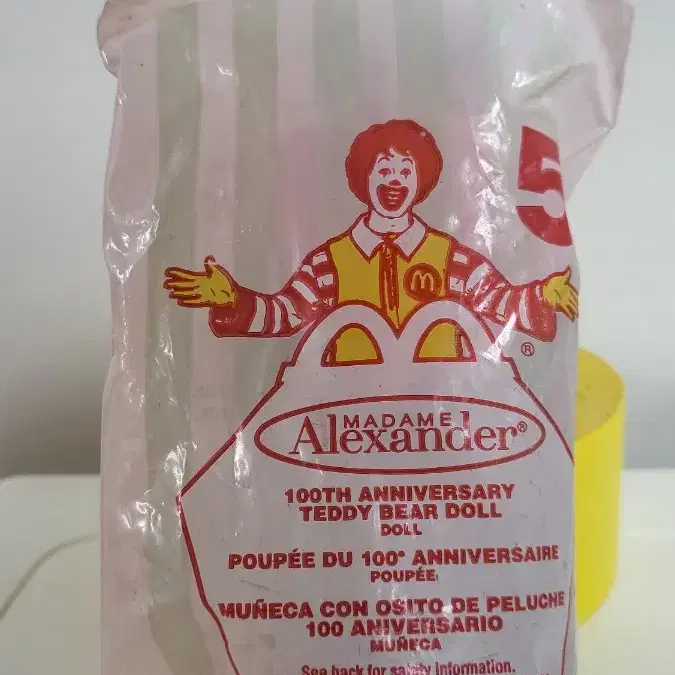 5
m
MADAME
Alexander®
®
100TH ANNIVERSARY
TEDDY BEAR DOLL
DOLL
POUPÉE DU 100° ANNIVERSAIRE
POUPÉE
MUÑECA CON OSITO DE PELUCHE
100 ANIVERSARIO
MUÑECA
See back for safety information.